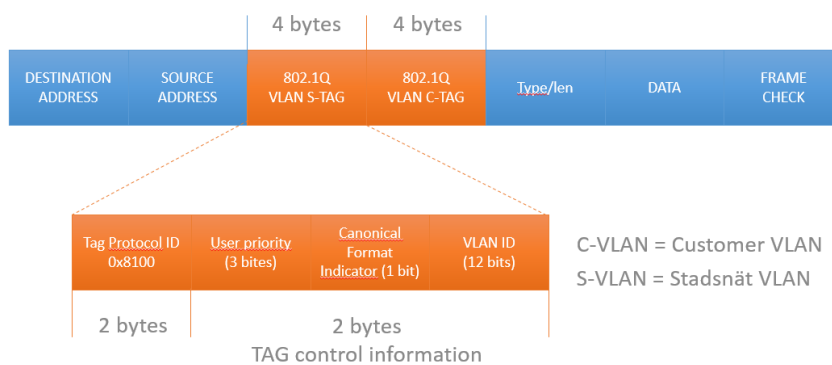 4 bytes
4 bytes
DESTINATION
ADDRESS
SOURCE
ADDRESS
802.1Q
VLAN S-TAG
802.1Q
VLAN C-TAG
Type/len
DATA
FRAME
CHECK
Tag Protocol ID
0x8100
User priority
(3 bites)
Canonical
Format
Indicator (1 bit)
VLAN ID
(12 bits)
C-VLAN = Customer VLAN
S-VLAN = Stadsnät VLAN
2 bytes
2 bytes
TAG control information